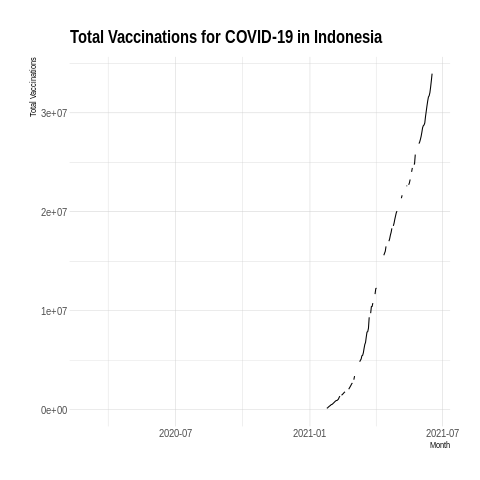 Total Vaccinations for COVID-19 in Indonesia
Total Vaccinations
3e+07
2e+07
1e+07
0e+00
2020-07
2021-01
2021-07
Month